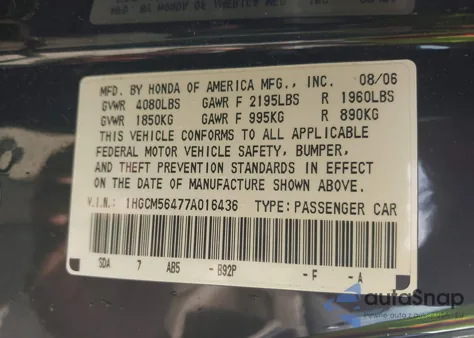 MFD. BY HONDA OF AMERICA MFG., INC. 08/06
GVWR 4080LBS GAWR F 2195LBS R 1960LBS
GVWR 1850KG GAWR F 995KG R 890KG
THIS VEHICLE CONFORMS TO ALL APPLICABLE
FEDERAL MOTOR VEHICLE SAFETY, BUMPER,
AND THEFT PREVENTION STANDARDS IN EFFECT
ON THE DATE OF MANUFACTURE SHOWN ABOVE.
V.I.N.: 1HGCM56477A016436 TYPE: PASSENGER CAR
SDA 7 AB5 - B92P - F - A
autoSnap